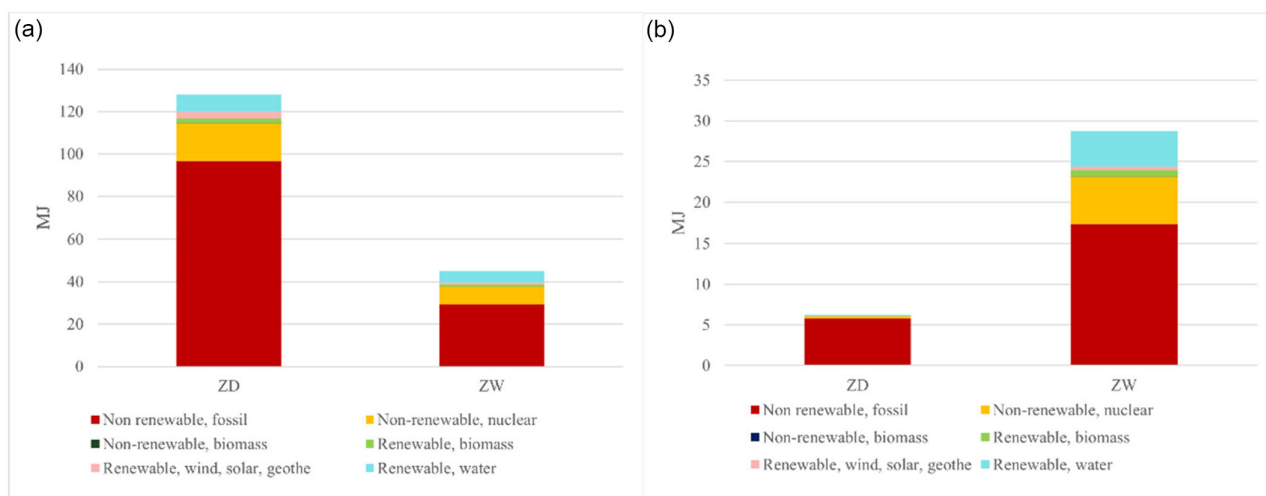 (a)
140
120
100
80
60
40
20
0
MJ
ZD ZW
Non renewable, fossil Non-renewable, nuclear
Non-renewable, biomass Renewable, biomass
Renewable, wind, solar, geothe Renewable, water
(b)
35
30
25
20
15
10
5
0
MJ
ZD ZW
Non renewable, fossil Non-renewable, nuclear
Non-renewable, biomass Renewable, biomass
Renewable, wind, solar, geothe Renewable, water